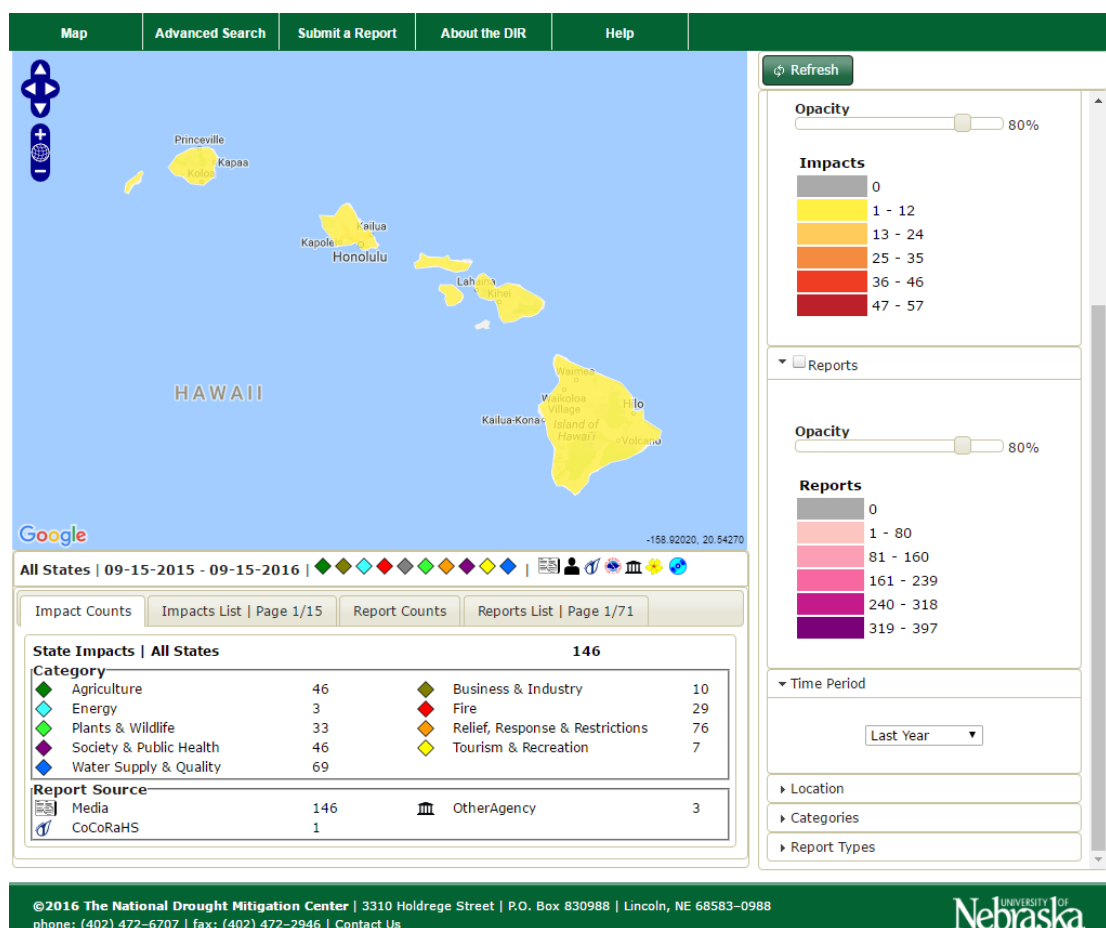 Map Advanced Search Submit a Report About the DIR Help
Refresh
Princeville
Kapaa
Koloa
Kailua
Kapolei
Honolulu
Lahaina
Kihei
HAWAII
Waimea
Waikoloa
Village
Hilo
Kailua-Kona
Island of
Hawai'i
Volcano
Google
-158.92020, 20.54270
Opacity
80%
Impacts
0
1 - 12
13 - 24
25 - 35
36 - 46
47 - 57
Reports
Opacity
80%
Reports
0
1 - 80
81 - 160
161 - 239
240 - 318
319 - 397
Time Period
Last Year
Location
Categories
Report Types
All States | 09-15-2015 - 09-15-2016 | |
Impact Counts Impacts List | Page 1/15 Report Counts Reports List | Page 1/71
State Impacts | All States 146
Category
Agriculture 46 Business & Industry 10
Energy 3 Fire 29
Plants & Wildlife 33 Relief, Response & Restrictions 76
Society & Public Health 46 Tourism & Recreation 7
Water Supply & Quality 69
Report Source
Media 146 OtherAgency 3
CoCoRaHS 1
©2016 The National Drought Mitigation Center | 3310 Holdrege Street | P.O. Box 830988 | Lincoln, NE 68583-0988
phone: (402) 472-6707 | fax: (402) 472-2946 | Contact Us
UNIVERSITY OF
Nebraska